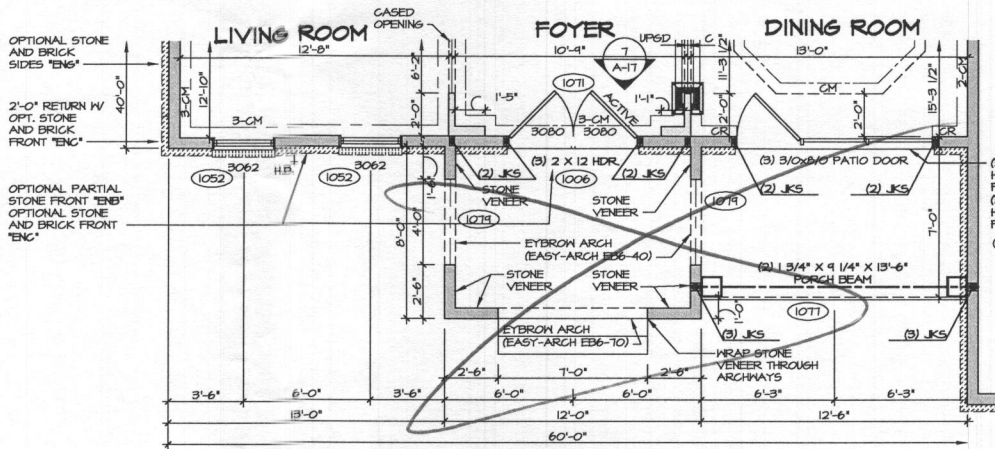 LIVING ROOM
FOYER
DINING ROOM
CASED
OPENING
OPTIONAL STONE
AND BRICK
SIDES "ENG"
2'-0" RETURN W/
OPT. STONE
AND BRICK
FRONT "ENC"
OPTIONAL PARTIAL
STONE FRONT "ENB"
OPTIONAL STONE
AND BRICK FRONT
"ENC"
40'-0"
12'-8"
10'-9"
13'-0"
UPGD
C
7
A-17
6'-2"
2'-0"
3-CM
12'-10"
3-CM
1071
1'-5"
1'-1"
ACTIVE
3-CM
3080
3080
11'-3 1/2"
2'-0"
CM
2'-0"
15'-3 1/2"
2-CM
CR
CR
3062
3062
1052
1052
H.B.
(3) 2 X 12 HDR.
(2) JKS
1006
(2) JKS
(3) 3/0x8/0 PATIO DOOR
(2) JKS
(2) JKS
STONE
VENEER
STONE
VENEER
1079
1079
1'-6"
4'-0"
8'-0"
2'-6"
7'-0"
EYBROW ARCH
(EASY-ARCH EB6-40)
STONE
VENEER
STONE
VENEER
(2) 1 3/4" X 9 1/4" X 13'-6"
PORCH BEAM
1'-0"
1077
(3) JKS
(3) JKS
EYBROW ARCH
(EASY-ARCH EB6-70)
WRAP STONE
VENEER THROUGH
ARCHWAYS
2'-6"
7'-0"
2'-6"
3'-6"
6'-0"
3'-6"
6'-0"
6'-0"
6'-3"
6'-3"
13'-0"
12'-0"
12'-6"
60'-0"